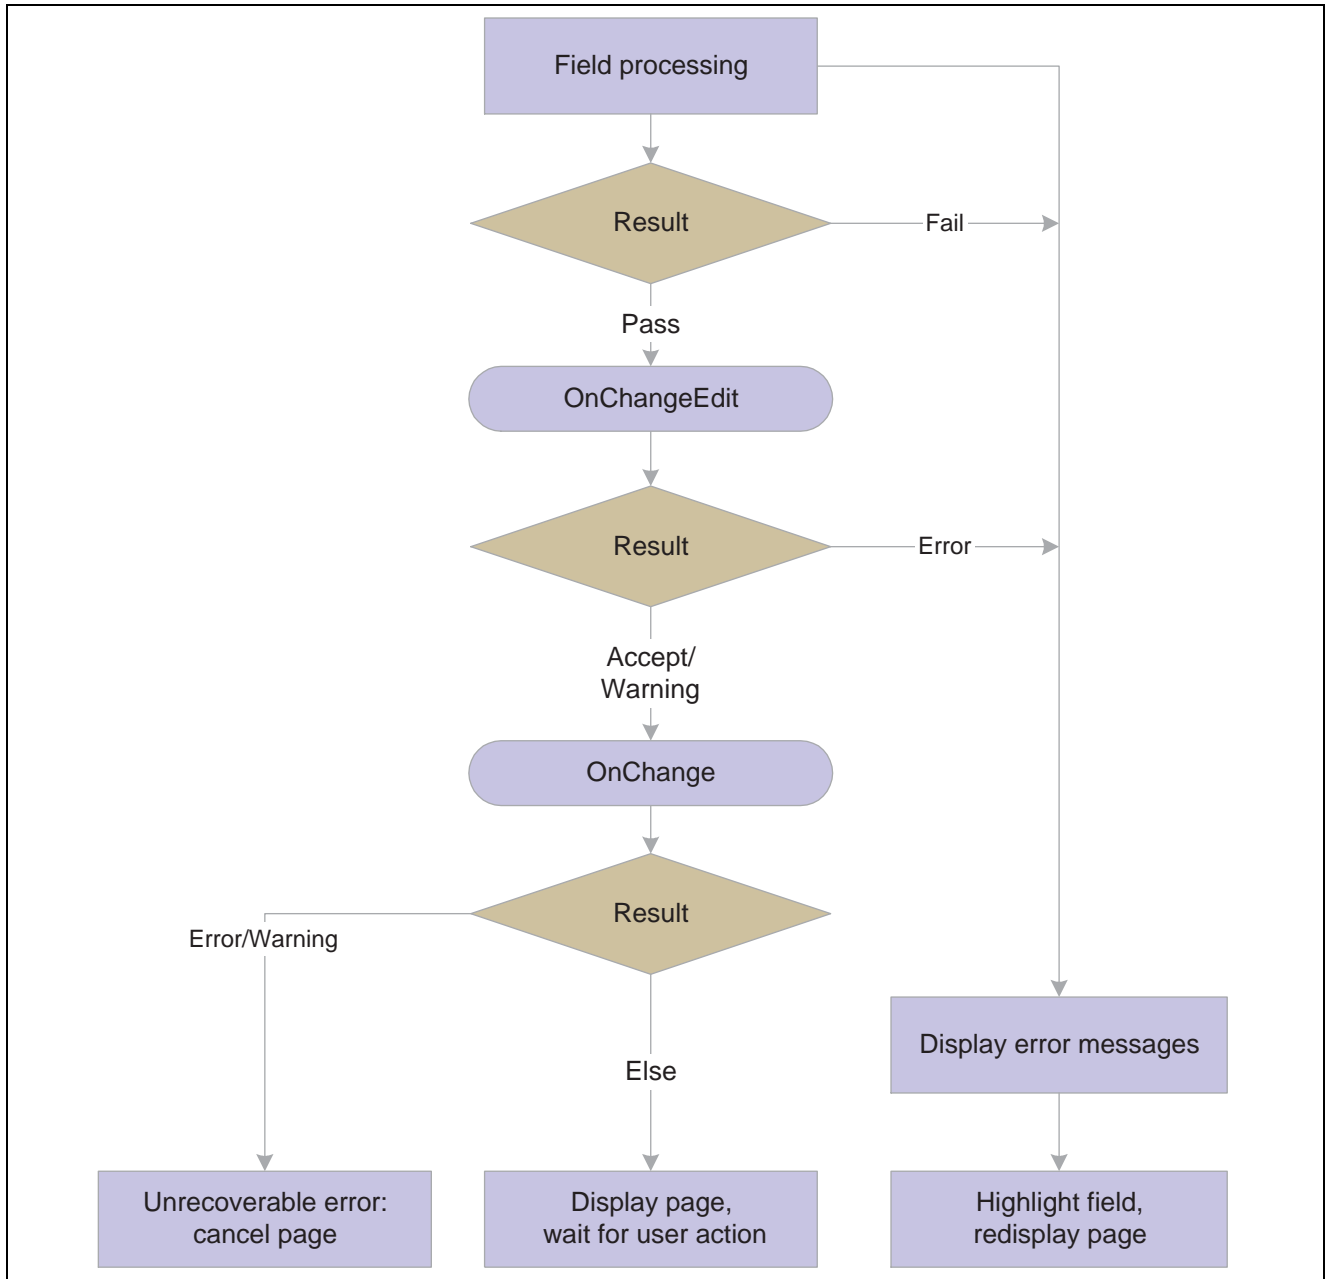 Field processing
Result
Fail
Pass
OnChangeEdit
Result
Error
Accept/
Warning
OnChange
Result
Error/Warning
Else
Display error messages
Unrecoverable error:
cancel page
Display page,
wait for user action
Highlight field,
redisplay page